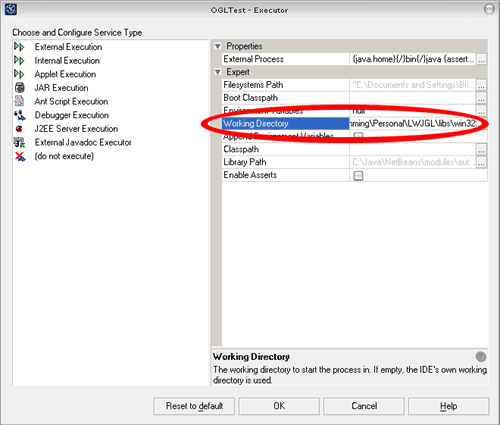 OGLTest - Executor
Choose and Configure Service Type
External Execution
Internal Execution
Applet Execution
JAR Execution
Ant Script Execution
Debugger Execution
J2EE Server Execution
External Javadoc Executor
(do not execute)
Properties
External Process {java.home}{/}bin{/}java {assert... ...
Expert
Filesystems Path "C:\Documents and Settings\Bri... ...
Boot Classpath ...
Environment Variables null
Working Directory ming\Personal\LWJGL\libs\win32 ...
Append Environment Variables
Classpath ...
Library Path C:\Java\NetBeans\modules\aut... ...
Enable Asserts
Working Directory
The working directory to start the process in. If empty, the IDE's own working
directory is used.
Reset to default OK Cancel Help